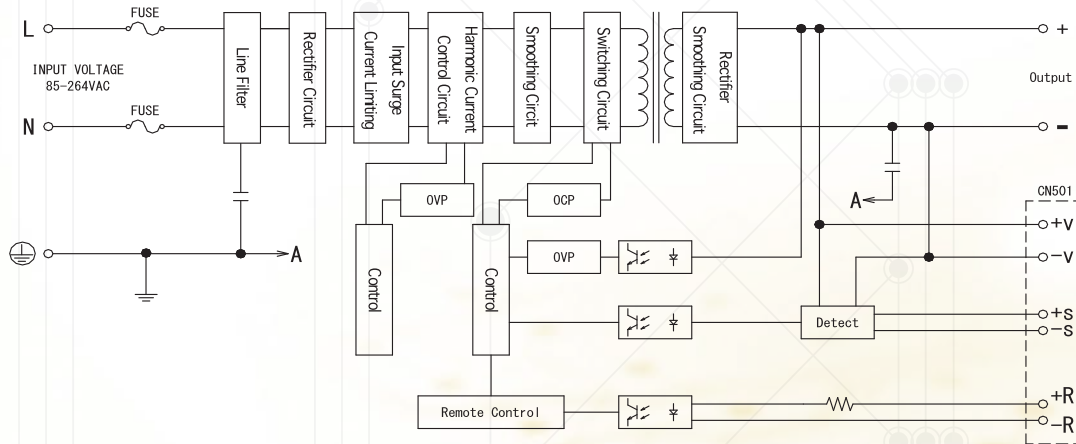 FUSE
L
INPUT VOLTAGE
85-264VAC
FUSE
N
Line Filter
Rectifier Circuit
Input Surge
Current Limiting
Harmonic Current
Control Circuit
Smoothing Circit
Switching Circuit
Rectifier
Smoothing Circuit
+
Output
-
A
CN501
OVP
OCP
+V
A
Control
Control
OVP
-V
Detect
+S
-S
Remote Control
+R
-R